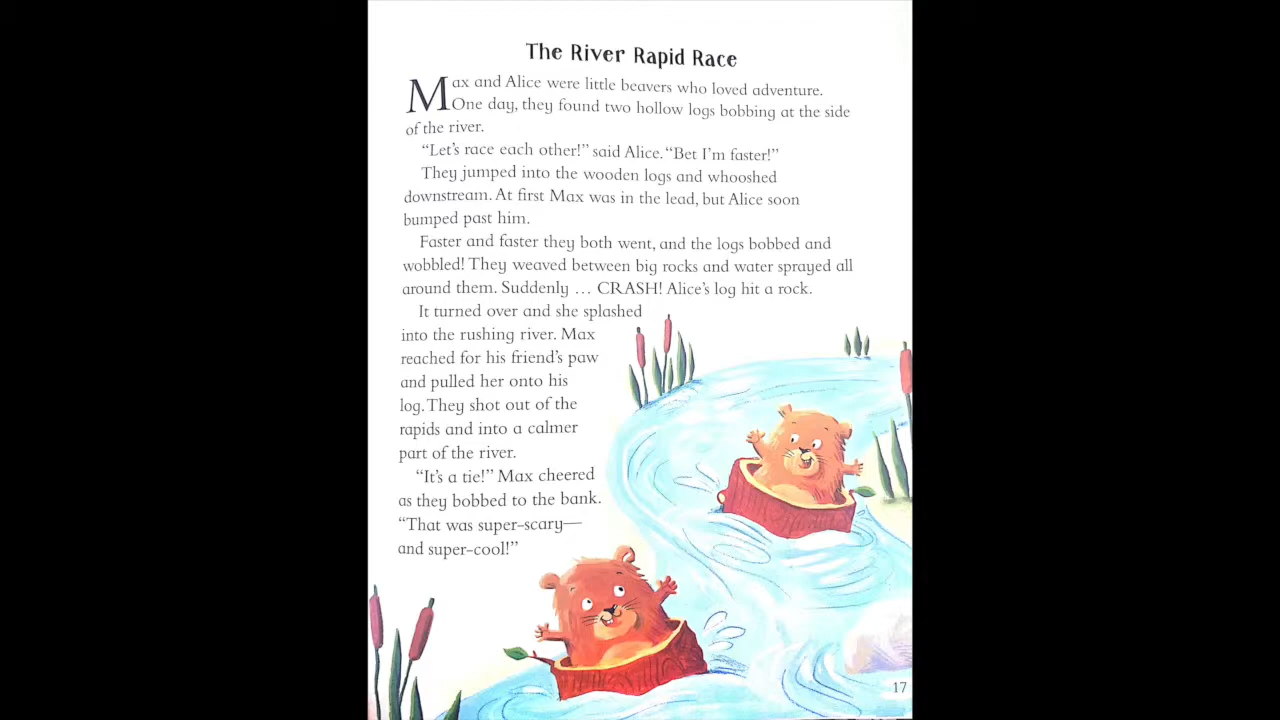 The River Rapid Race
Max and Alice were little beavers who loved adventure.
One day, they found two hollow logs bobbing at the side
of the river.
“Let’s race each other!” said Alice. “Bet I’m faster!”
They jumped into the wooden logs and whooshed
downstream. At first Max was in the lead, but Alice soon
bumped past him.
Faster and faster they both went, and the logs bobbed and
wobbled! They weaved between big rocks and water sprayed all
around them. Suddenly … CRASH! Alice’s log hit a rock.
It turned over and she splashed
into the rushing river. Max
reached for his friend’s paw
and pulled her onto his
log. They shot out of the
rapids and into a calmer
part of the river.
“It’s a tie!” Max cheered
as they bobbed to the bank.
“That was super-scary—
and super-cool!”
17